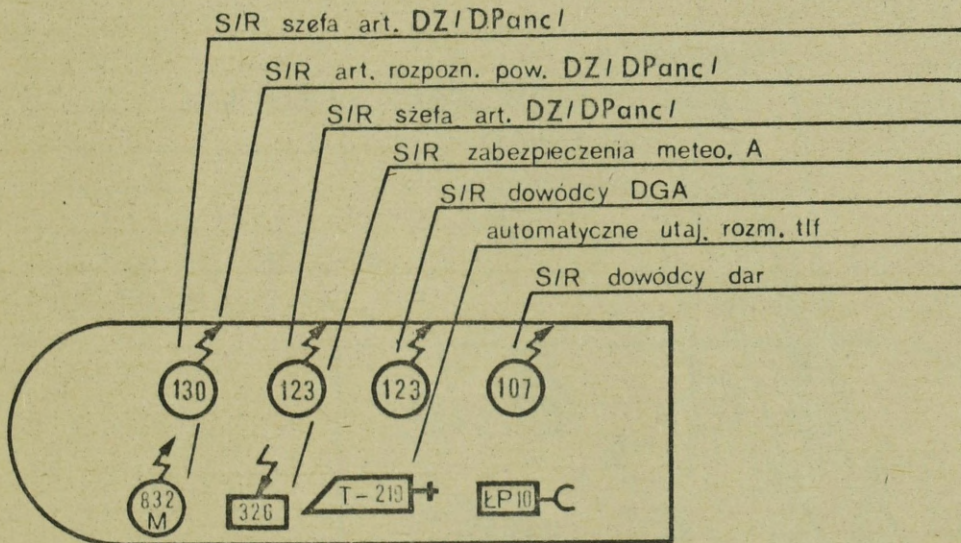 S/R szefa art. DZ/DPanc/
S/R art. rozpozn. pow. DZ/DPanc/
S/R szefa art. DZ/DPanc/
S/R zabezpieczenia meteo, A
S/R dowódcy DGA
automatyczne utaj. rozm. tlf
S/R dowódcy dar
130
123
123
107
832
M
326
T-219
ŁP10